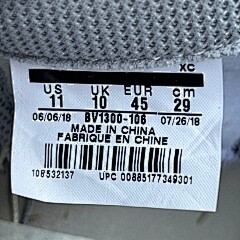 XC
US UK EUR cm
11 10 45 29
06/06/18 BV1300-106 07/26/18
MADE IN CHINA
FABRIQUE EN CHINE
108532137 UPC 00885177349301